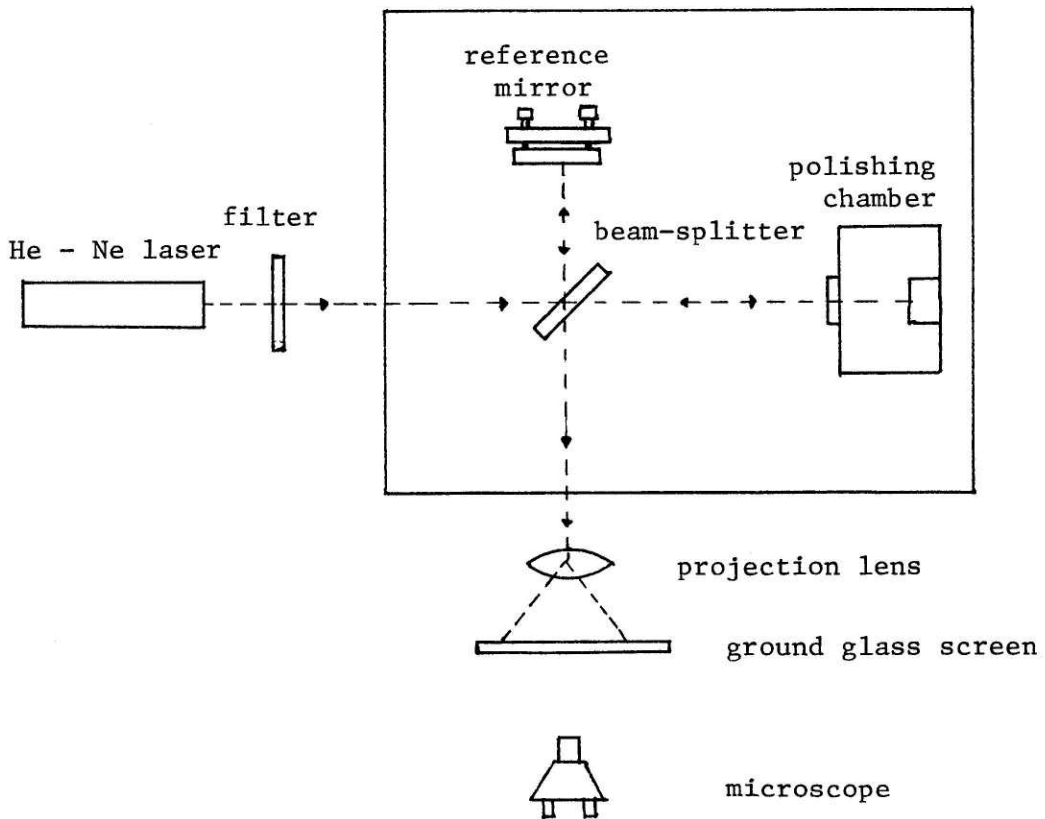 reference
mirror
polishing
chamber
filter
beam-splitter
He - Ne laser
projection lens
ground glass screen
microscope